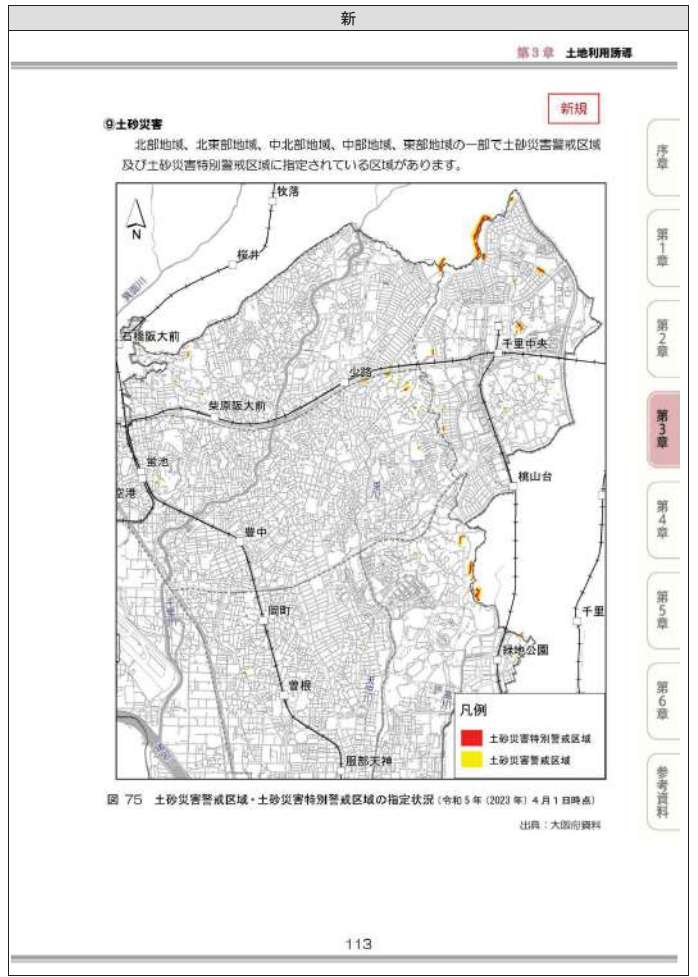 新
第3章 土地利用誘導
新規
⑨土砂災害
北部地域、北東部地域、中北部地域、中部地域、東部地域の一部で土砂災害警戒区域
及び土砂災害特別警戒区域に指定されている区域があります。
序章
第1章
第2章
第3章
第4章
第5章
第6章
参考資料
牧落
N
桜井
箕面川
石橋阪大前
千里中央
少路
柴原阪大前
蛍池
空港
桃山台
豊中
岡町
千里
緑地公園
曽根
服部天神
凡例
土砂災害特別警戒区域
土砂災害警戒区域
図 75 土砂災害警戒区域・土砂災害特別警戒区域の指定状況(令和5年(2023年)4月1日時点)
出典:大阪府資料
113